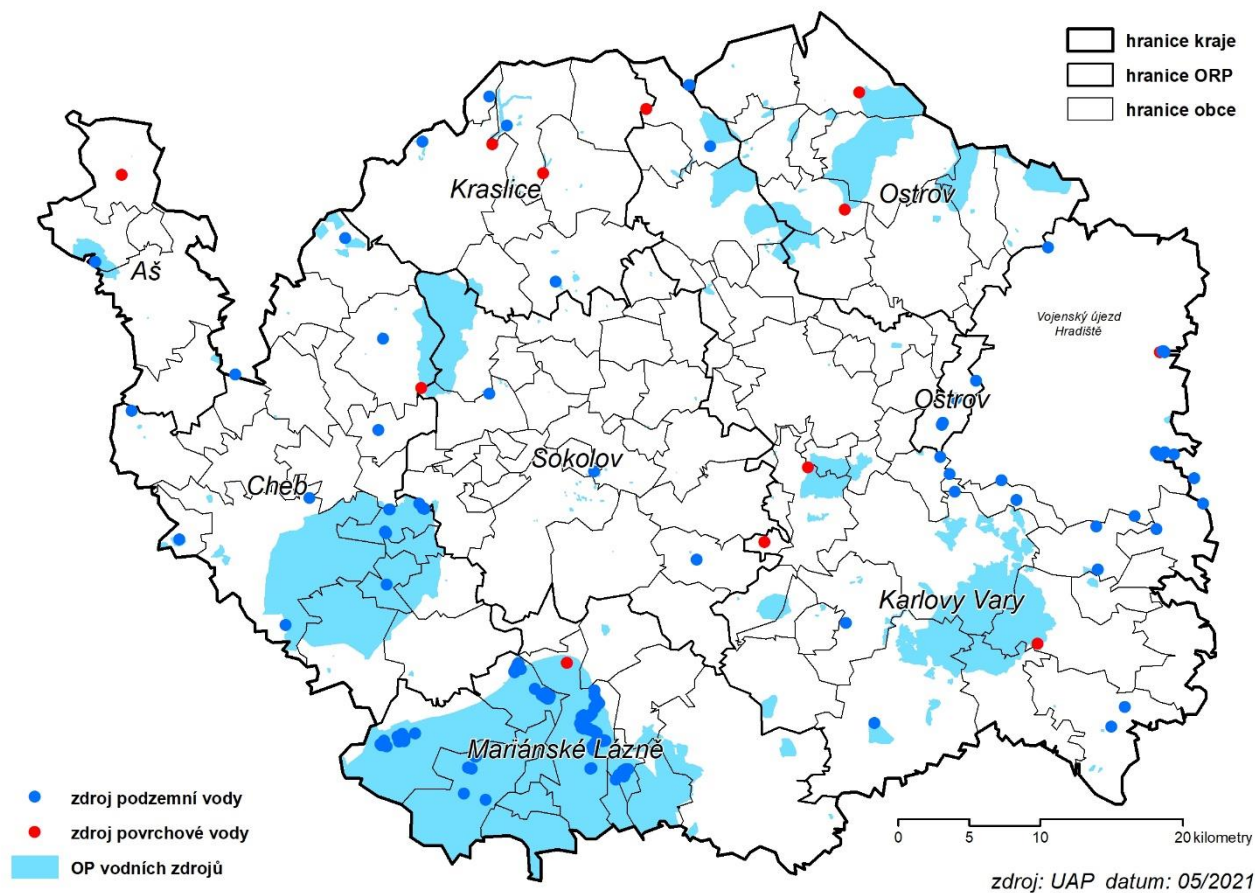 hranice kraje
hranice ORP
hranice obce
Kraslice
Ostrov
Aš
Vojenský újezd
Hradiště
Ostrov
Sokolov
Cheb
Karlovy Vary
Mariánské Lázně
zdroj podzemní vody
zdroj povrchové vody
OP vodních zdrojů
0 5 10 20 kilometry
zdroj: UAP datum: 05/2021